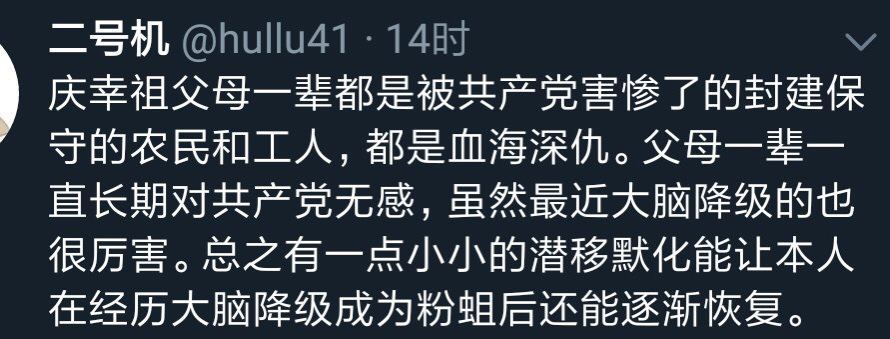 二号机 @hullu41 · 14时
庆幸祖父母一辈都是被共产党害惨了的封建保
守的农民和工人，都是血海深仇。父母一辈一
直长期对共产党无感，虽然最近大脑降级的也
很厉害。总之有一点小小的潜移默化能让本人
在经历大脑降级成为粉蛆后还能逐渐恢复。